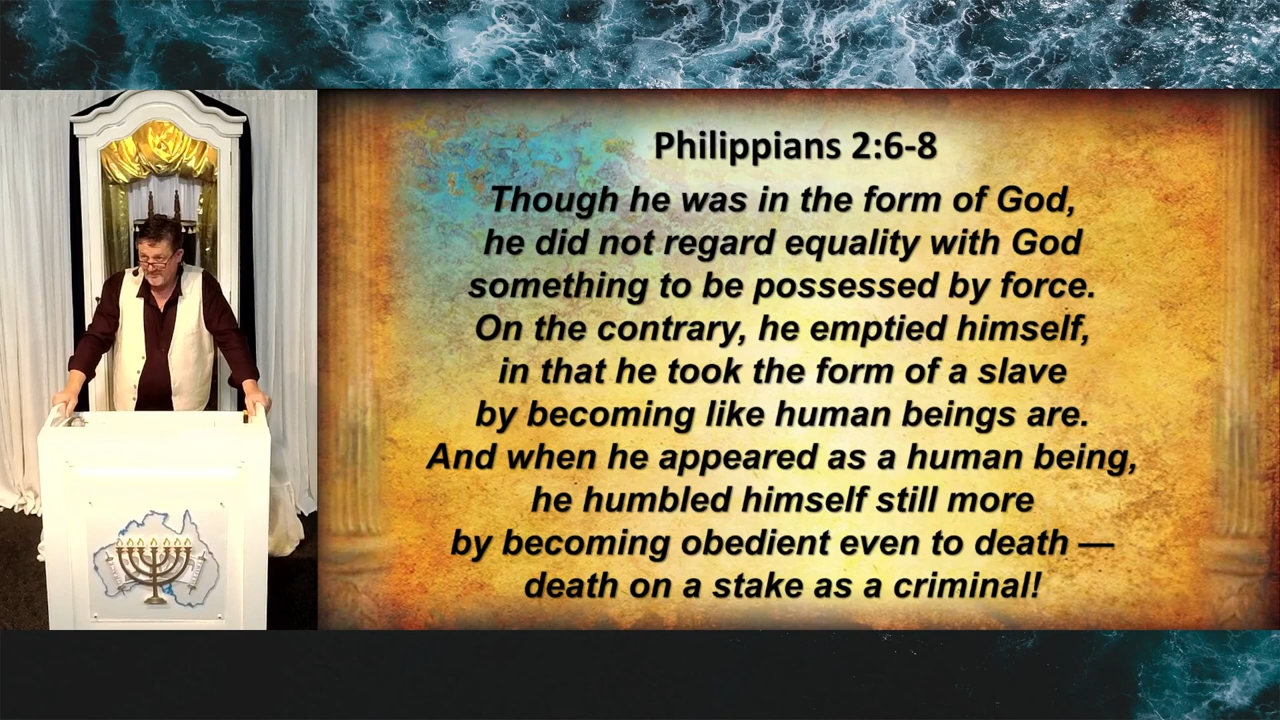 Philippians 2:6-8
Though he was in the form of God,
he did not regard equality with God
something to be possessed by force.
On the contrary, he emptied himself,
in that he took the form of a slave
by becoming like human beings are.
And when he appeared as a human being,
he humbled himself still more
by becoming obedient even to death —
death on a stake as a criminal!